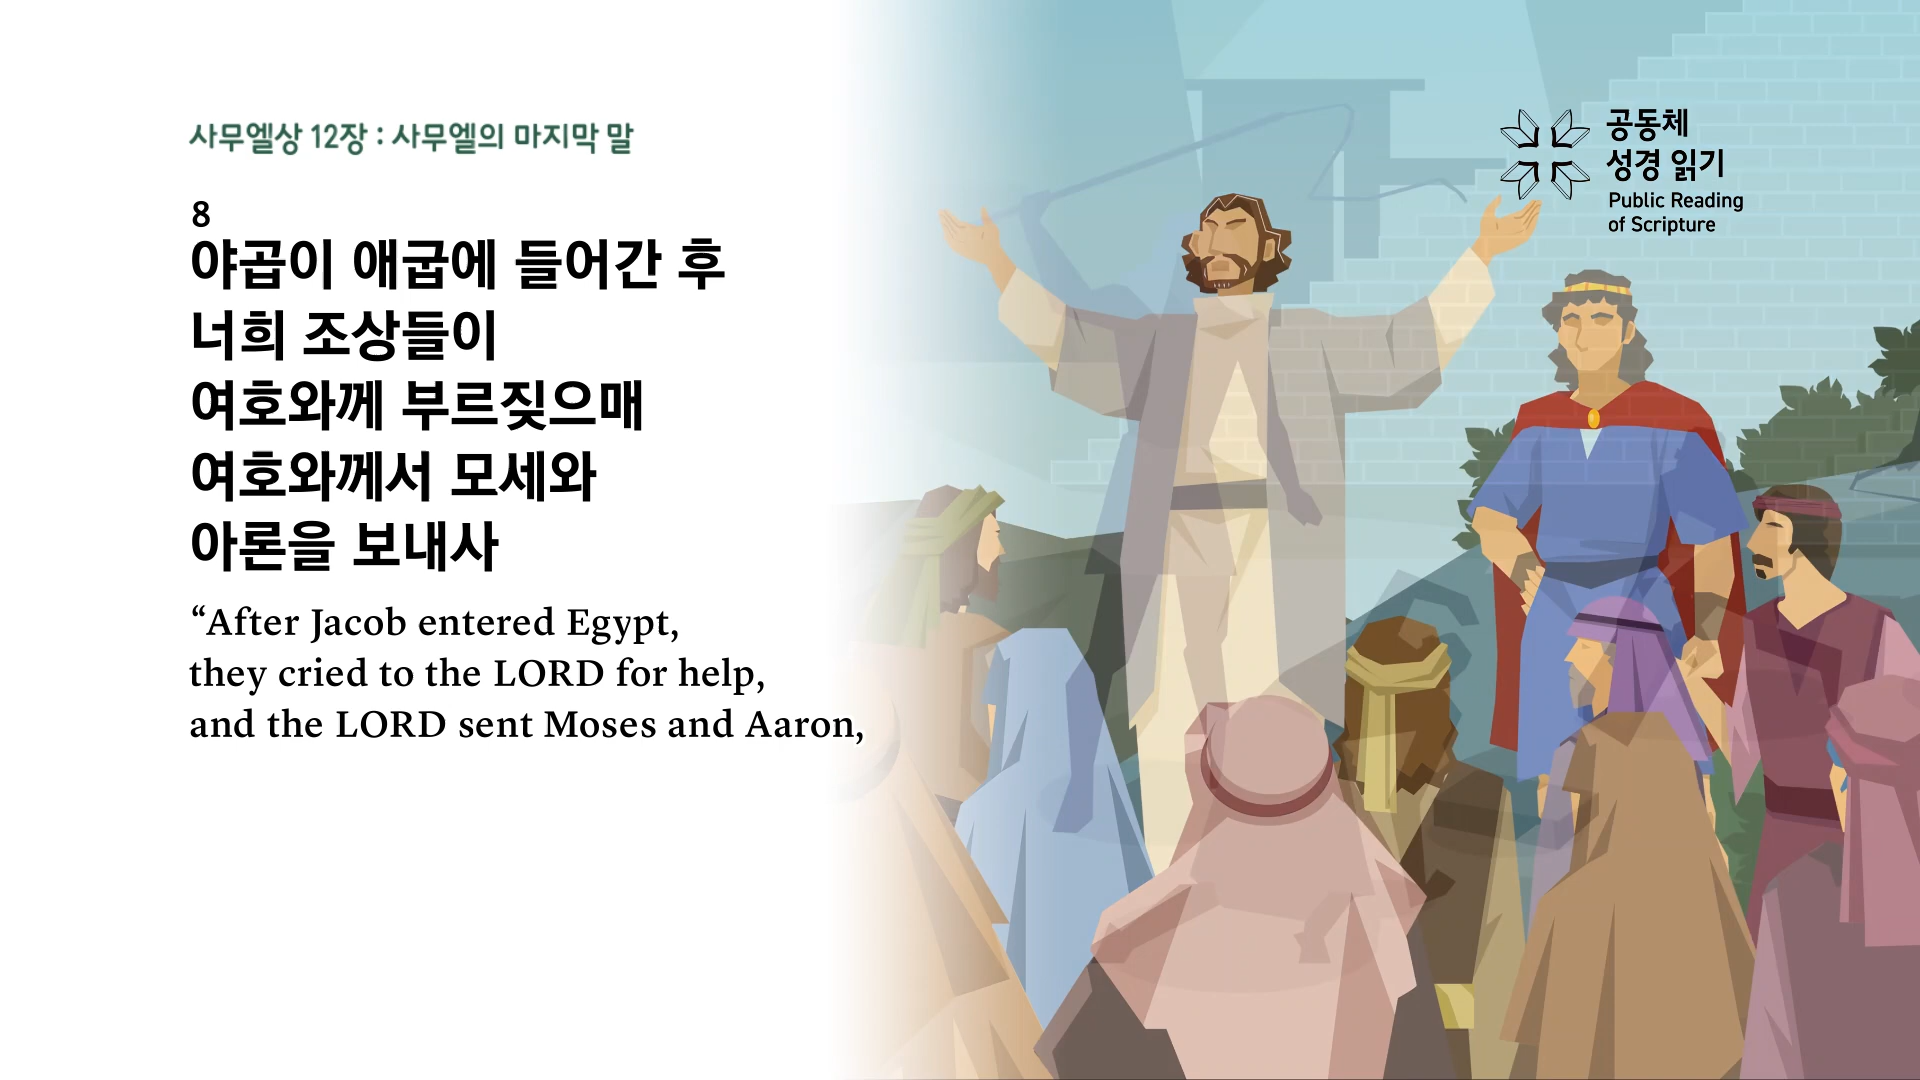 사무엘상 12장 : 사무엘의 마지막 말
8
야곱이 애굽에 들어간 후
너희 조상들이
여호와께 부르짖으매
여호와께서 모세와
아론을 보내사
“After Jacob entered Egypt,
they cried to the LORD for help,
and the LORD sent Moses and Aaron,
공동체
성경 읽기
Public Reading
of Scripture